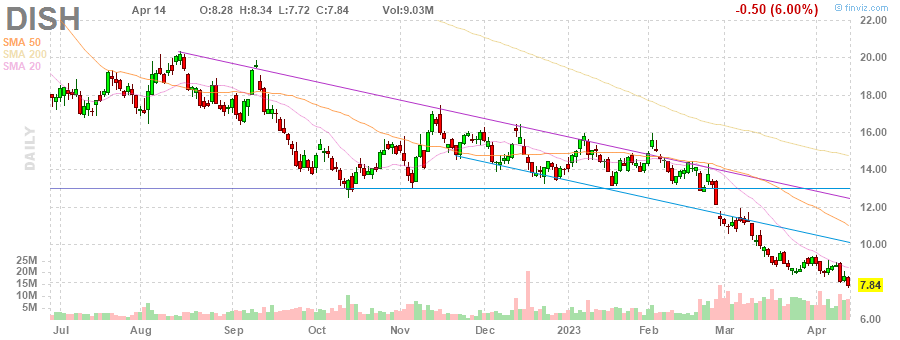 DISH Apr 14 O:8.28 H:8.34 L:7.72 C:7.84 Vol:9.03M -0.50 (6.00%) © finviz.com
SMA 50
SMA 200
SMA 20
DAILY
22.00
20.00
18.00
16.00
14.00
12.00
10.00
7.84
6.00
25M
20M
15M
10M
5M
Jul Aug Sep Oct Nov Dec 2023 Feb Mar Apr